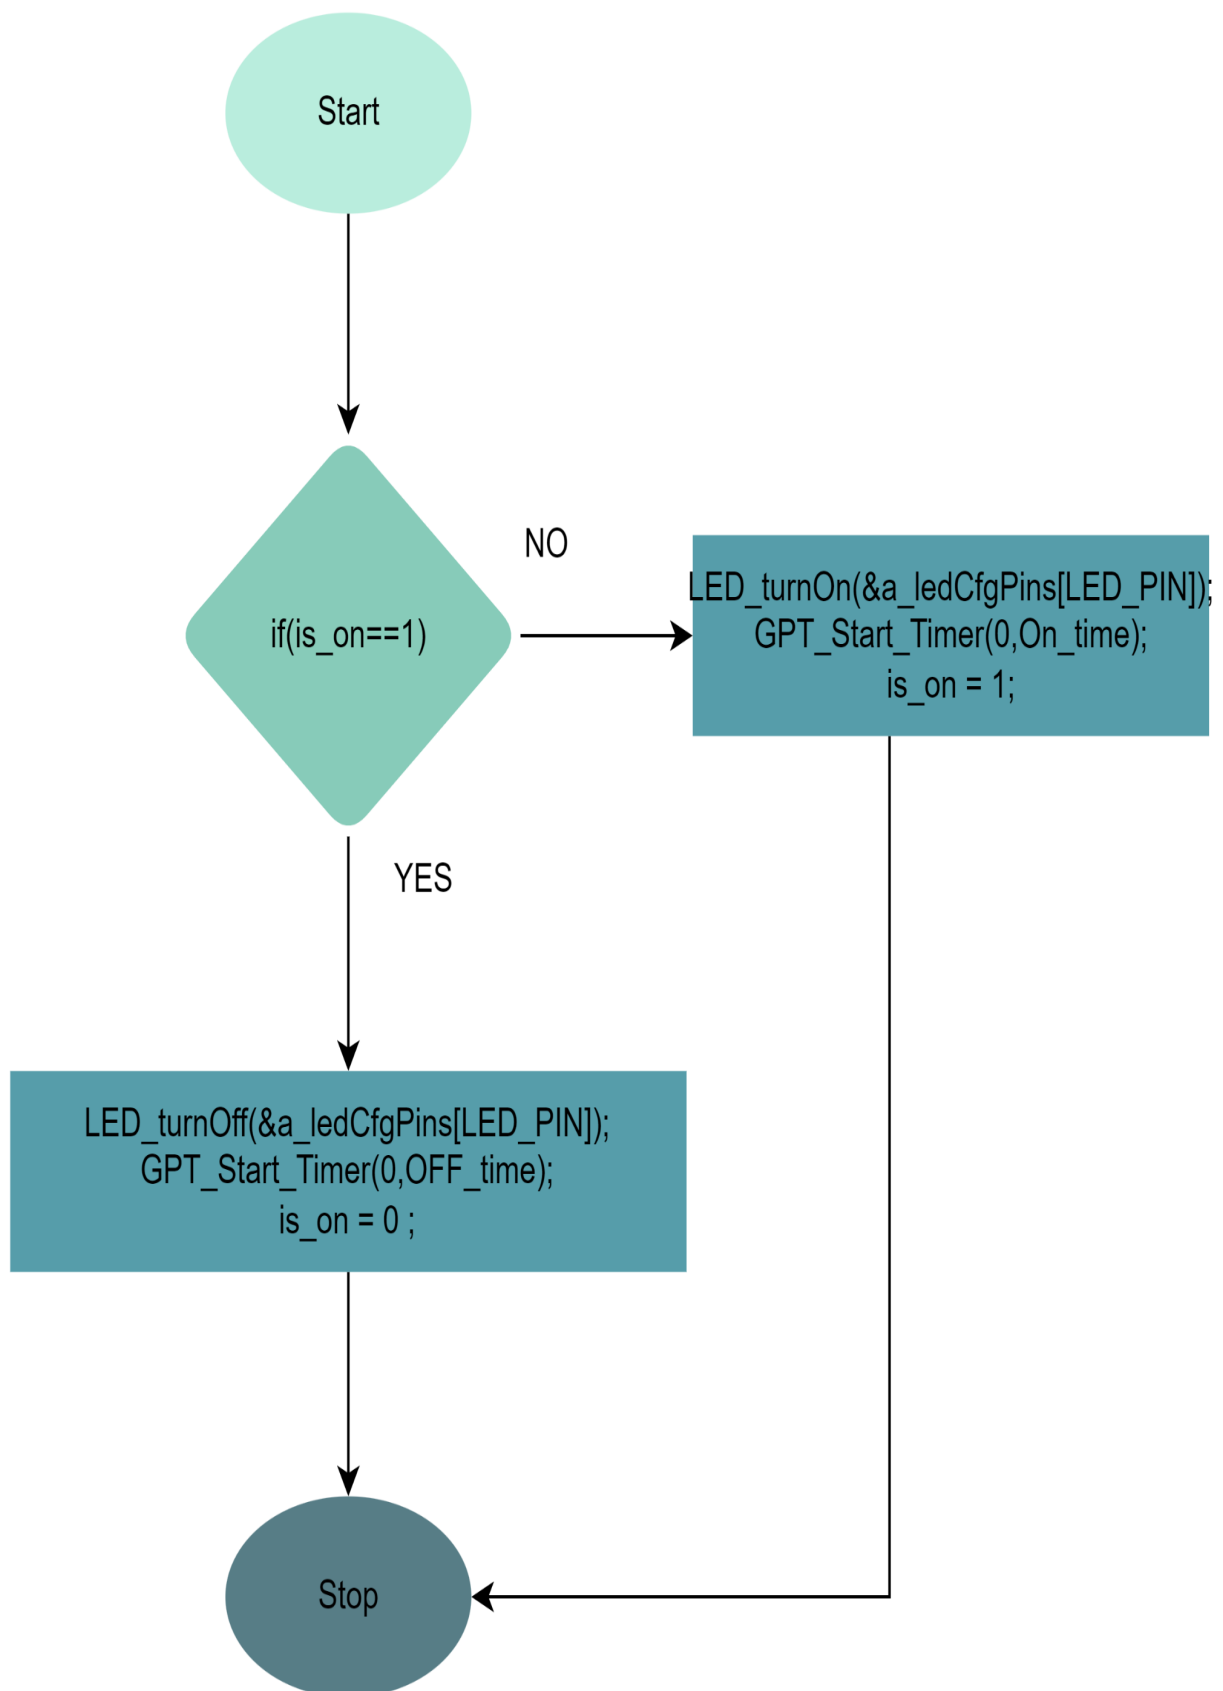 Start
if(is_on==1)
NO
LED_turnOn(&a_ledCfgPins[LED_PIN]);
GPT_Start_Timer(0,On_time);
is_on = 1;
YES
LED_turnOff(&a_ledCfgPins[LED_PIN]);
GPT_Start_Timer(0,OFF_time);
is_on = 0 ;
Stop